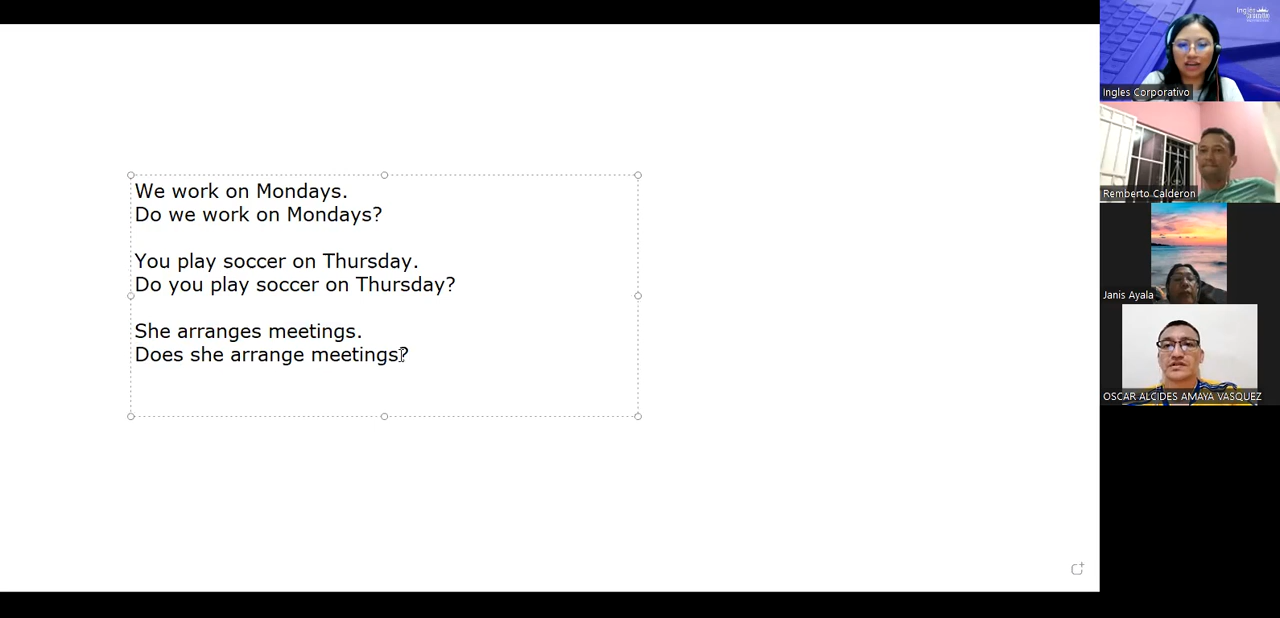 We work on Mondays.
Do we work on Mondays?
You play soccer on Thursday.
Do you play soccer on Thursday?
She arranges meetings.
Does she arrange meetings?
Ingles Corporativo
Remberto Calderon
Janis Ayala
OSCAR ALCIDES AMAYA VASQUEZ